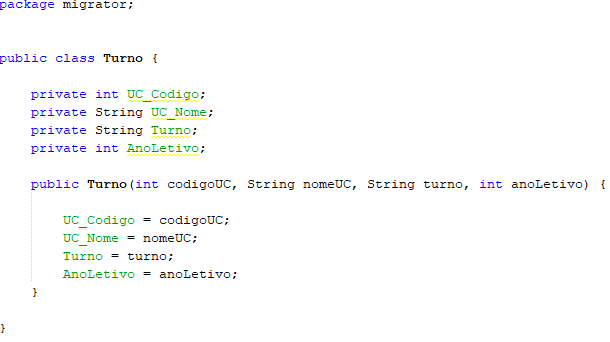 package migrator;
public class Turno {
private int UC_Codigo;
private String UC_Nome;
private String Turno;
private int AnoLetivo;
public Turno(int codigoUC, String nomeUC, String turno, int anoLetivo) {
UC_Codigo = codigoUC;
UC_Nome = nomeUC;
Turno = turno;
AnoLetivo = anoLetivo;
}
}